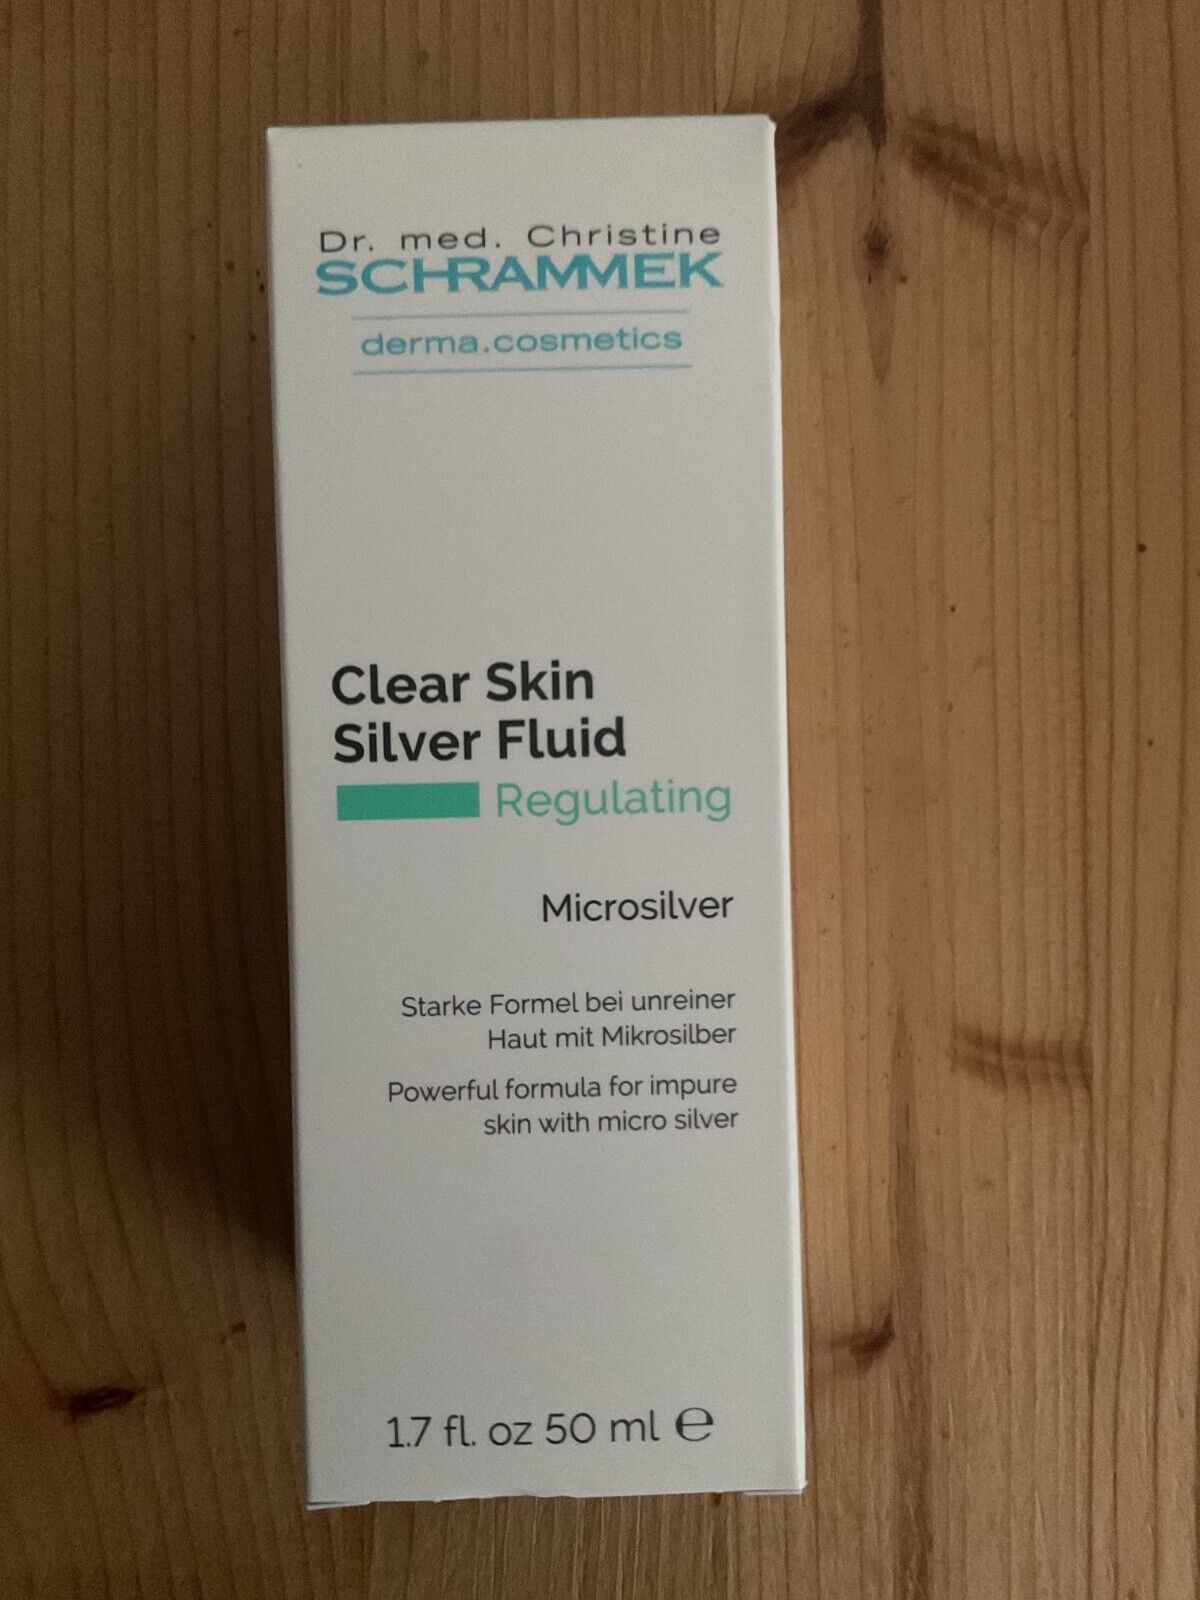 Dr. med. Christine
SCHRAMMEK
derma.cosmetics
Clear Skin
Silver Fluid
Regulating
Microsilver
Starke Formel bei unreiner
Haut mit Mikrosilber
Powerful formula for impure
skin with micro silver
1.7 fl. oz 50 ml ℮